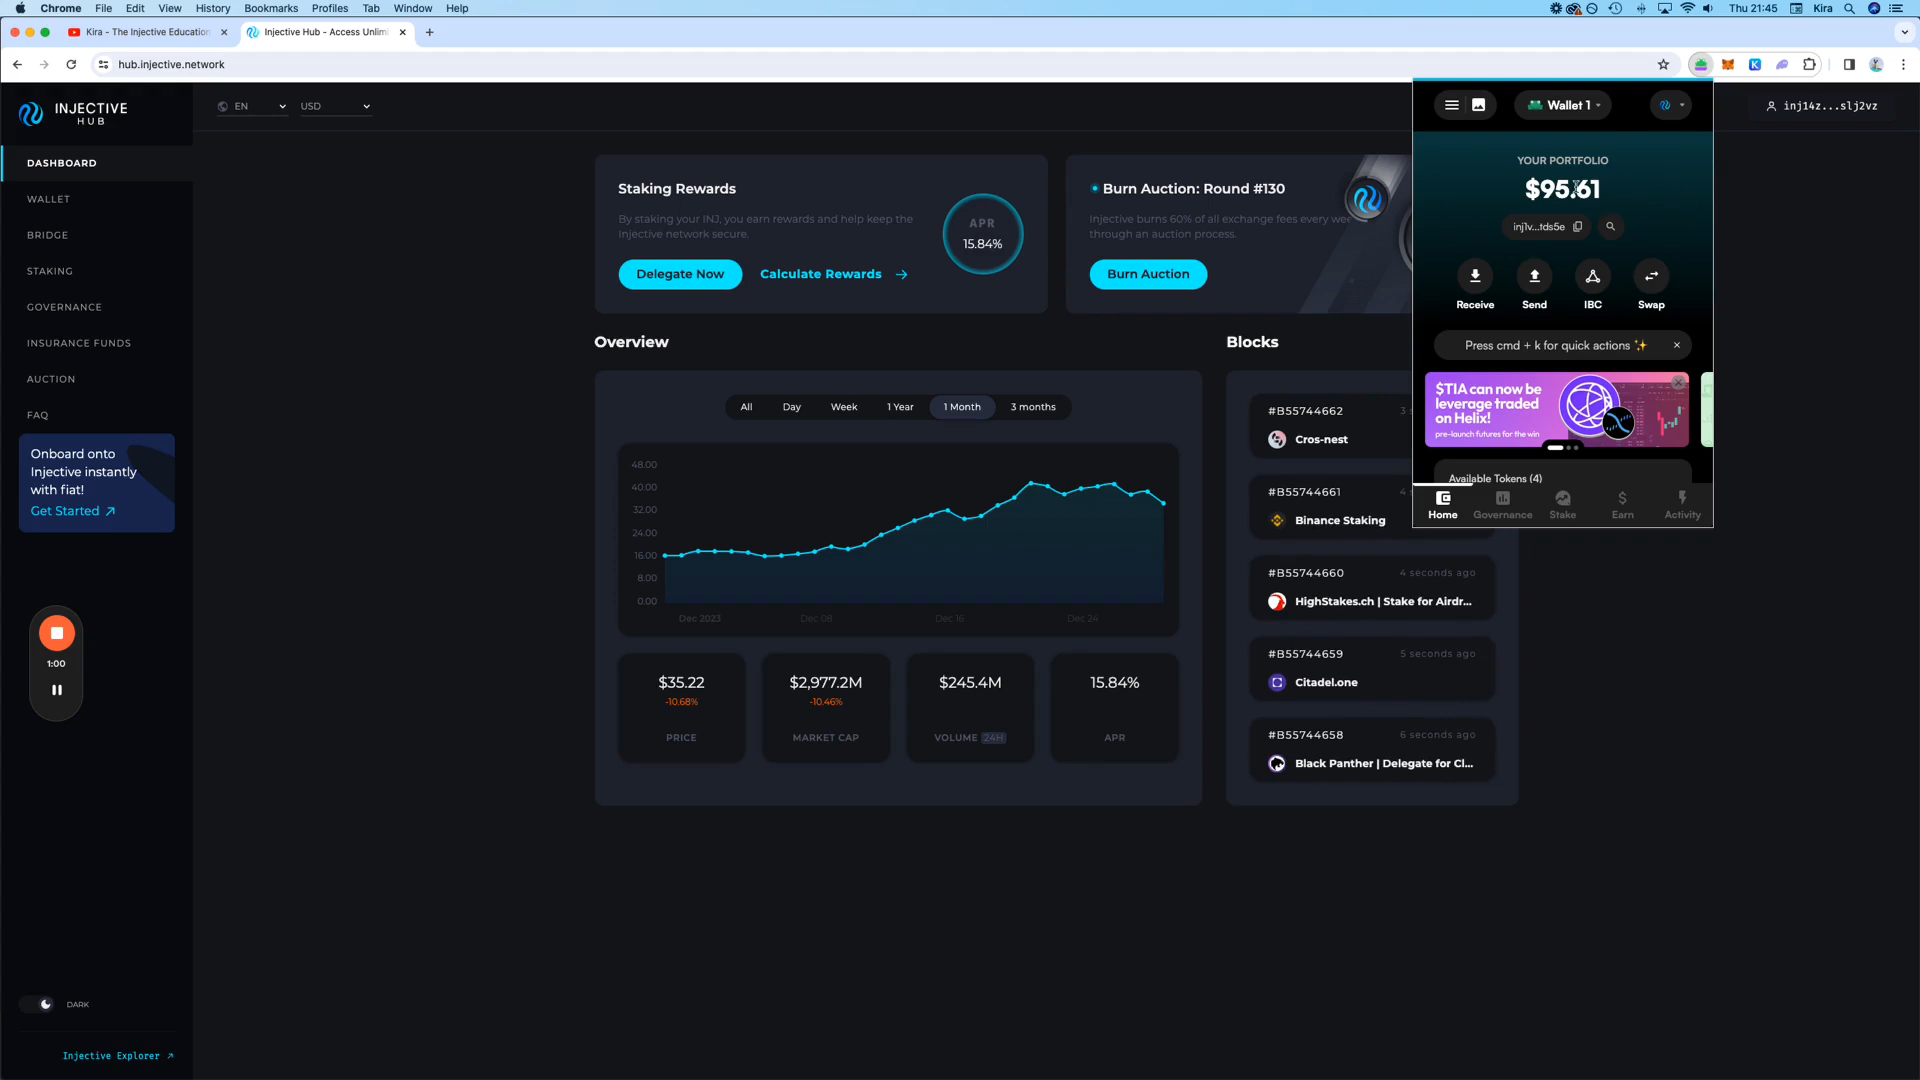 Chrome File Edit View History Bookmarks Profiles Tab Window Help Thu 21:45 Kira
Kira - The Injective Education
Injective Hub - Access Unlimi
hub.injective.network
INJECTIVE
HUB
EN
USD
inj14z...slj2vz
DASHBOARD
WALLET
BRIDGE
STAKING
GOVERNANCE
INSURANCE FUNDS
AUCTION
FAQ
Onboard onto
Injective instantly
with fiat!
Get Started
1:00
DARK
Injective Explorer
Staking Rewards
By staking your INJ, you earn rewards and help keep the
Injective network secure.
APR
15.84%
Delegate Now
Calculate Rewards
Burn Auction: Round #130
Injective burns 60% of all exchange fees every wee
through an auction process.
Burn Auction
Overview
All Day Week 1 Year 1 Month 3 months
48.00
40.00
32.00
24.00
16.00
8.00
0.00
Dec 2023 Dec 08 Dec 16 Dec 24
$35.22
-10.68%
PRICE
$2,977.2M
-10.46%
MARKET CAP
$245.4M
VOLUME 24H
15.84%
APR
Blocks
#B55744662 3
Cros-nest
#B55744661 4
Binance Staking
#B55744660 4 seconds ago
HighStakes.ch | Stake for Airdr...
#B55744659 5 seconds ago
Citadel.one
#B55744658 6 seconds ago
Black Panther | Delegate for Cl...
Wallet 1
YOUR PORTFOLIO
$95.61
inj1v...tds5e
Receive Send IBC Swap
Press cmd + k for quick actions ✨
$TIA can now be
leverage traded
on Helix!
pre-launch futures for the win
Available Tokens (4)
Home Governance Stake Earn Activity